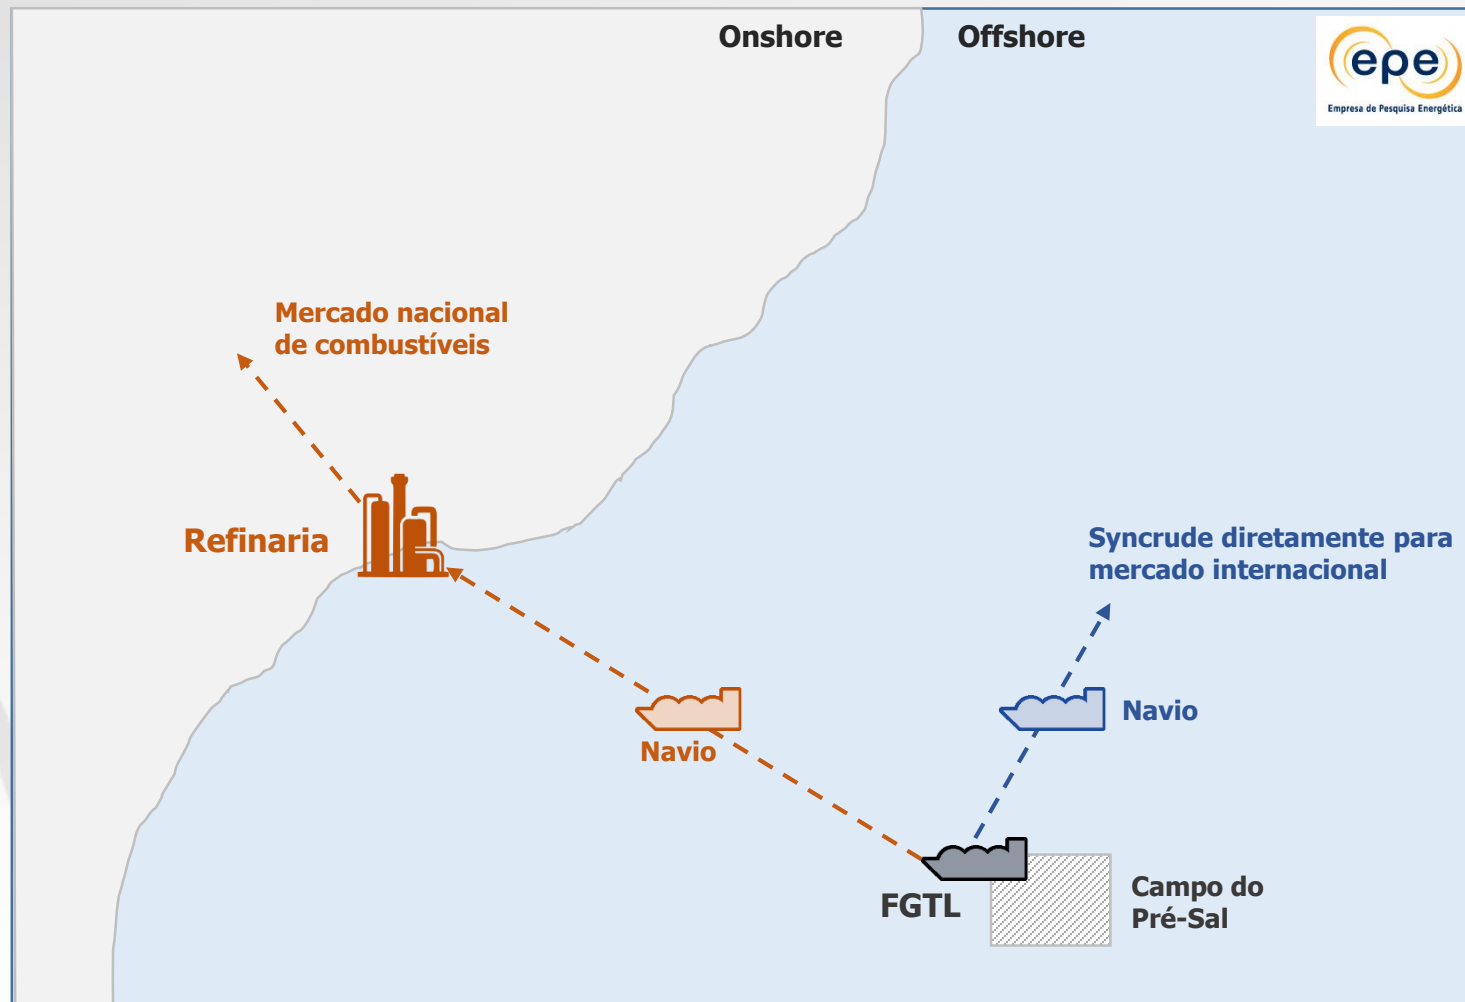 Onshore
Offshore
epe
Empresa de Pesquisa Energética
Mercado nacional
de combustíveis
Refinaria
Syncrude diretamente para
mercado internacional
Navio
Navio
FGTL
Campo do
Pré-Sal